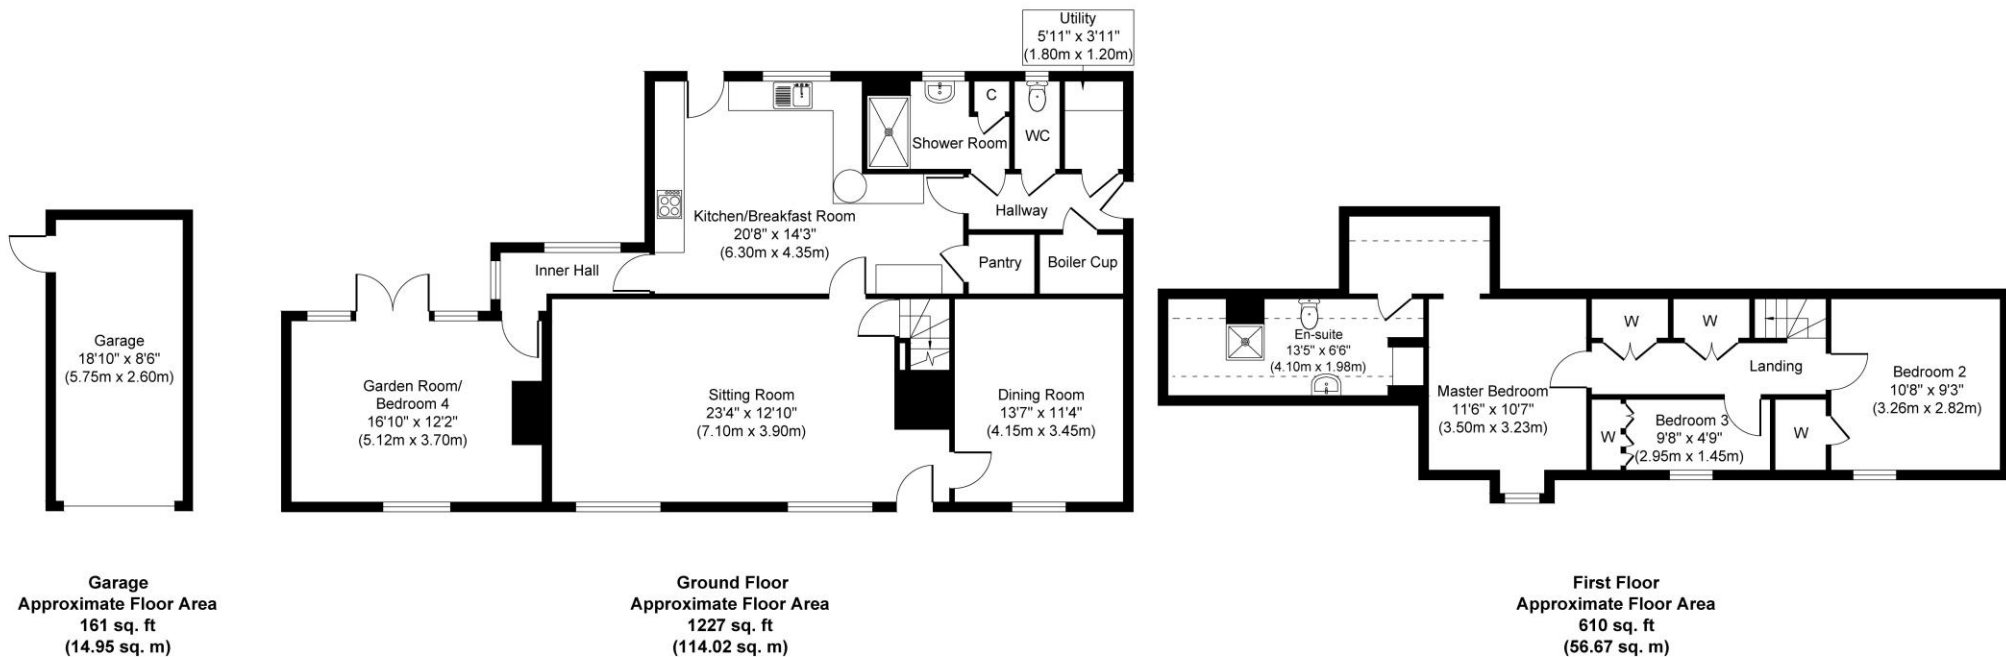 Utility
5'11" x 3'11"
(1.80m x 1.20m)
C
WC
Shower Room
Hallway
Kitchen/Breakfast Room
20'8" x 14'3"
(6.30m x 4.35m)
Pantry
Boiler Cup
Inner Hall
Garage
18'10" x 8'6"
(5.75m x 2.60m)
Garden Room/
Bedroom 4
16'10" x 12'2"
(5.12m x 3.70m)
Sitting Room
23'4" x 12'10"
(7.10m x 3.90m)
Dining Room
13'7" x 11'4"
(4.15m x 3.45m)
En-suite
13'5" x 6'6"
(4.10m x 1.98m)
W
W
Landing
Master Bedroom
11'6" x 10'7"
(3.50m x 3.23m)
Bedroom 2
10'8" x 9'3"
(3.26m x 2.82m)
W
Bedroom 3
9'8" x 4'9"
(2.95m x 1.45m)
W
Garage
Approximate Floor Area
161 sq. ft
(14.95 sq. m)
Ground Floor
Approximate Floor Area
1227 sq. ft
(114.02 sq. m)
First Floor
Approximate Floor Area
610 sq. ft
(56.67 sq. m)